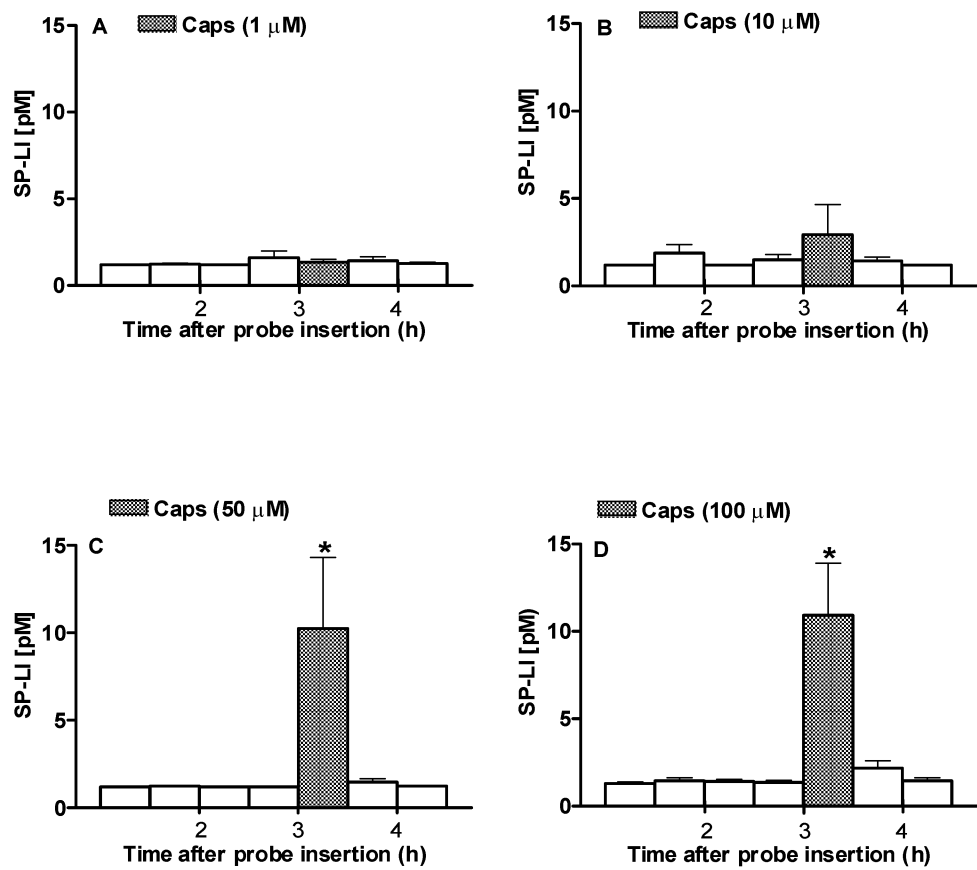 A Caps (1 μM)
15
10
5
0
SP-LI [pM]
2 3 4
Time after probe insertion (h)
B Caps (10 μM)
15
10
5
0
SP-LI [pM]
2 3 4
Time after probe insertion (h)
Caps (50 μM)
C
15
10
5
0
SP-LI [pM]
*
2 3 4
Time after probe insertion (h)
Caps (100 μM)
D
15
10
5
0
SP-LI [pM)
*
2 3 4
Time after probe insertion (h)